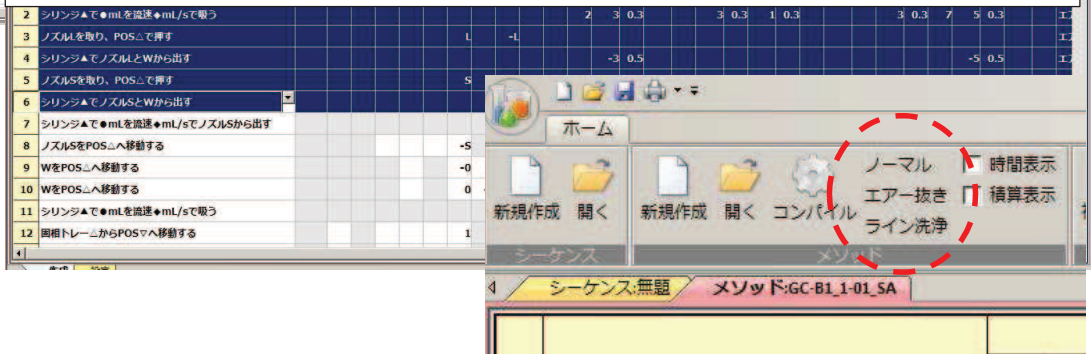 2 シリンジ▲で●mLを流速◆mL/sで吸う 2 3 0.3 3 0.3 1 0.3 3 0.3 7 5 0.3
3 ノズルLを取り、POS△で押す L -L
4 シリンジ▲でノズルLとWから出す -3 0.5 -5 0.5
5 ノズルSを取り、POS△で押す S
6 シリンジ▲でノズルSとWから出す
7 シリンジ▲で●mLを流速◆mL/sでノズルSから出す
8 ノズルSをPOS△へ移動する -S
9 WをPOS△へ移動する -0
10 WをPOS△へ移動する 0
11 シリンジ▲で●mLを流速◆mL/sで吸う
12 固相トレー△からPOS▽へ移動する 1
ホーム
新規作成 開く 新規作成 開く コンパイル
ノーマル 時間表示
エアー抜き 積算表示
ライン洗浄
シーケンス メソッド
シーケンス:無題 メソッド:GC-B1_1-01_SA